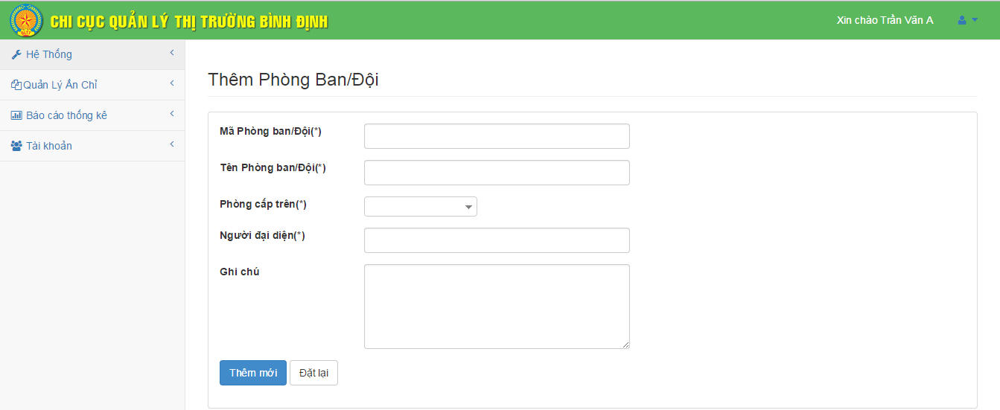 CHI CỤC QUẢN LÝ THỊ TRƯỜNG BÌNH ĐỊNH
Xin chào Trần Văn A
Hệ Thống
Quản Lý Ấn Chỉ
Báo cáo thống kê
Tài khoản
Thêm Phòng Ban/Đội
Mã Phòng ban/Đội(*)
Tên Phòng ban/Đội(*)
Phòng cấp trên(*)
Người đại diện(*)
Ghi chú
Thêm mới
Đặt lại